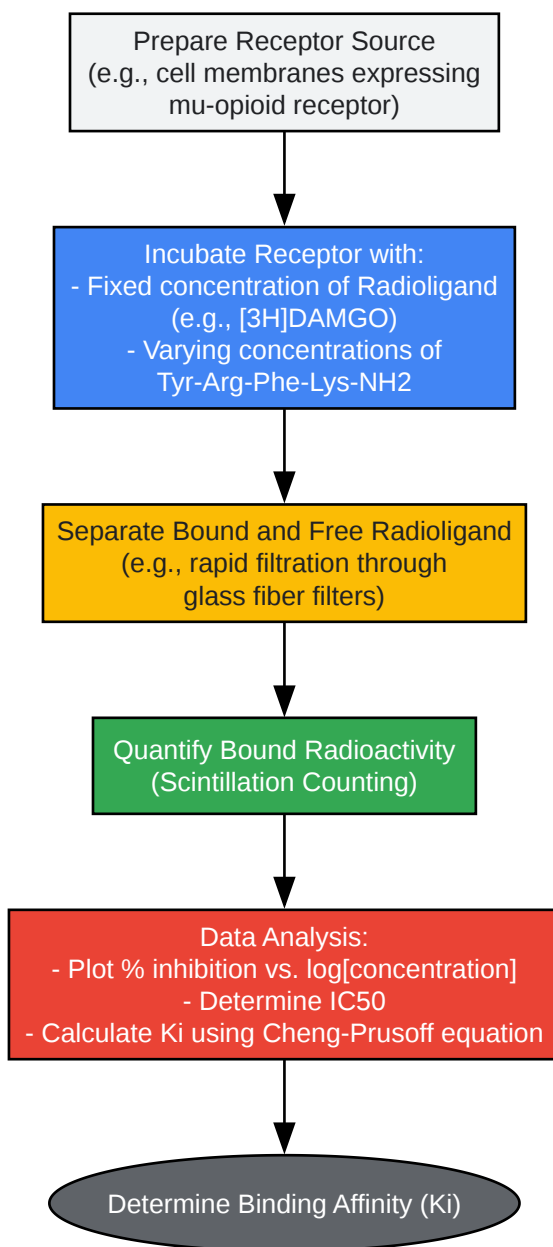 Prepare Receptor Source
(e.g., cell membranes expressing
mu-opioid receptor)
Incubate Receptor with:
- Fixed concentration of Radioligand
(e.g., [3H]DAMGO)
- Varying concentrations of
Tyr-Arg-Phe-Lys-NH2
Separate Bound and Free Radioligand
(e.g., rapid filtration through
glass fiber filters)
Quantify Bound Radioactivity
(Scintillation Counting)
Data Analysis:
- Plot % inhibition vs. log[concentration]
- Determine IC50
- Calculate Ki using Cheng-Prusoff equation
Determine Binding Affinity (Ki)